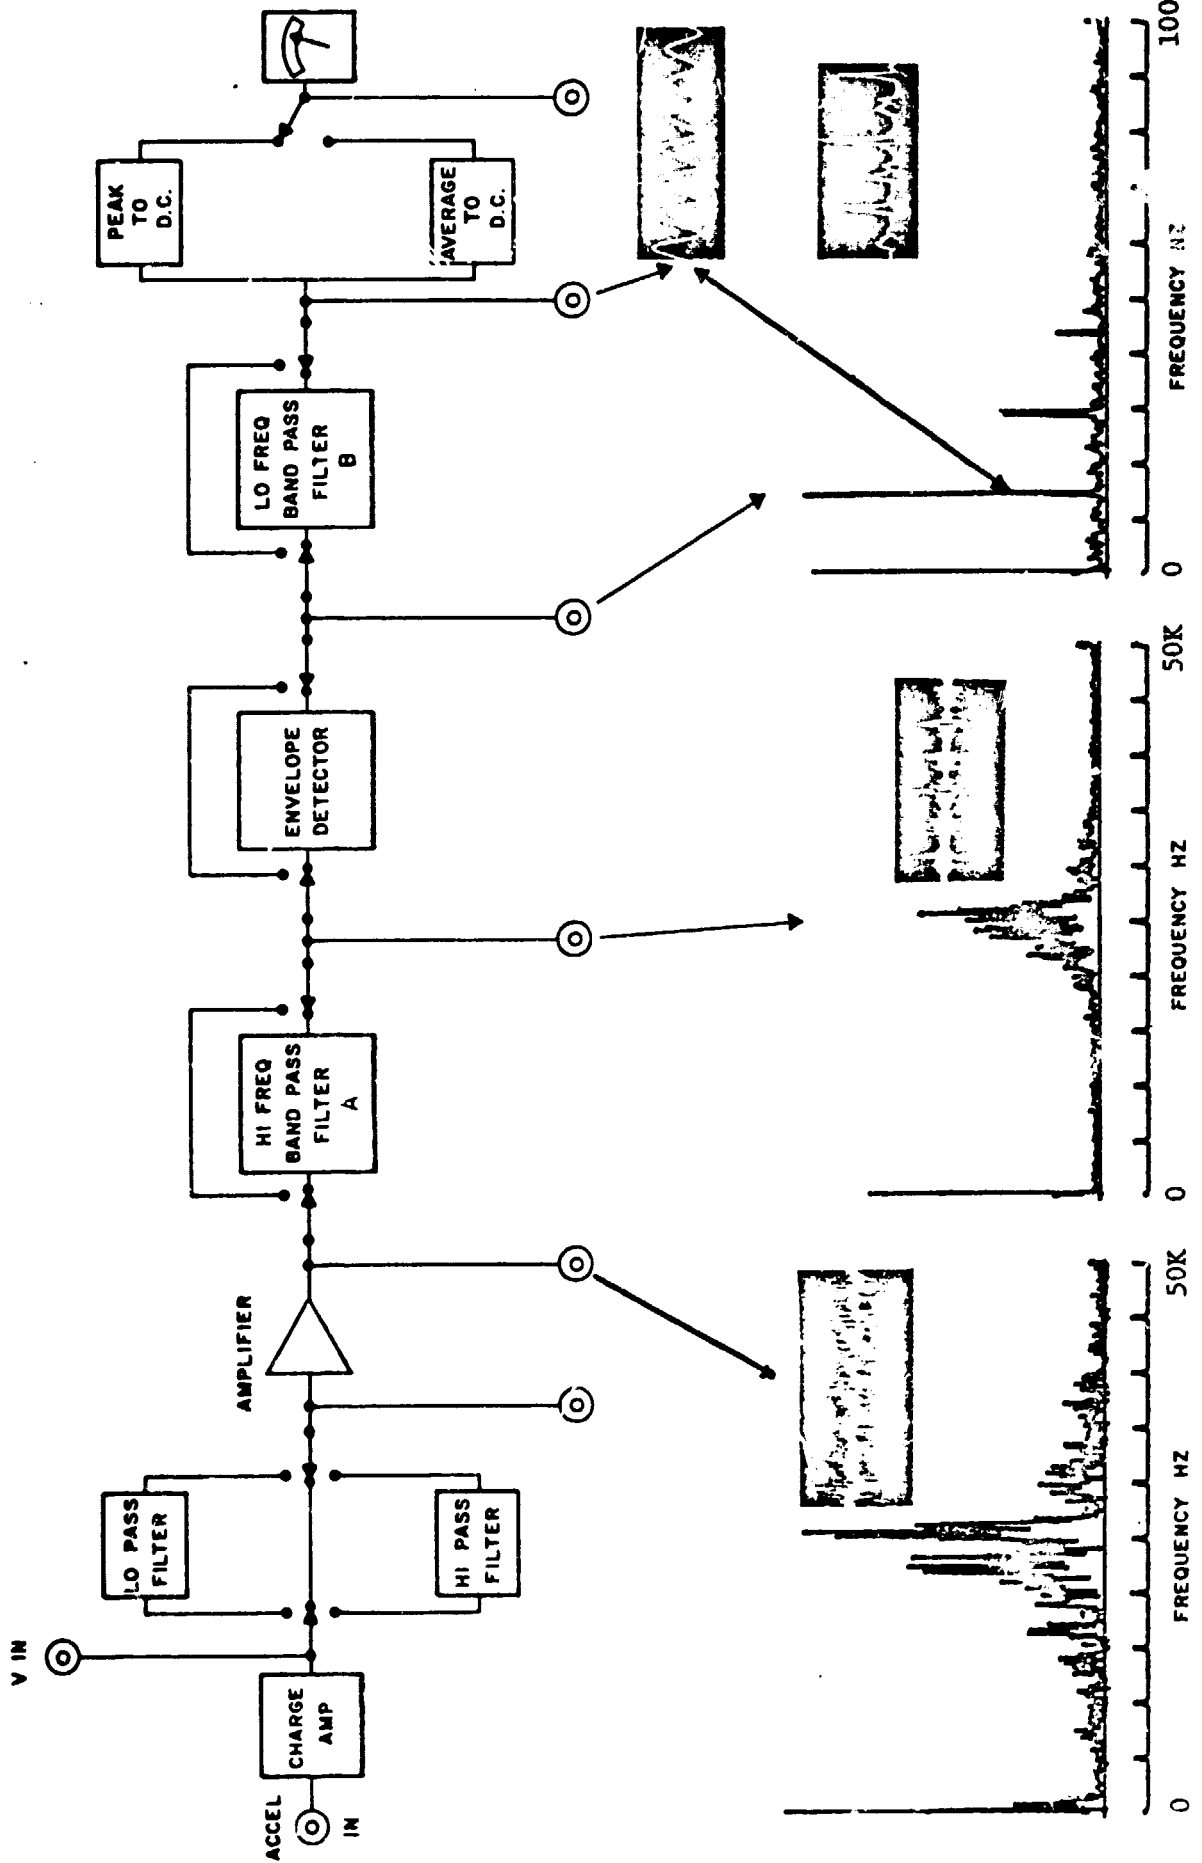 V IN
ACCEL
IN
CHARGE
AMP
LO PASS
FILTER
HI PASS
FILTER
AMPLIFIER
HI FREQ
BAND PASS
FILTER
A
ENVELOPE
DETECTOR
LO FREQ
BAND PASS
FILTER
B
PEAK
TO
D.C.
AVERAGE
TO
D.C.
0
50K
FREQUENCY HZ
0
50K
FREQUENCY HZ
0
100
FREQUENCY HZ